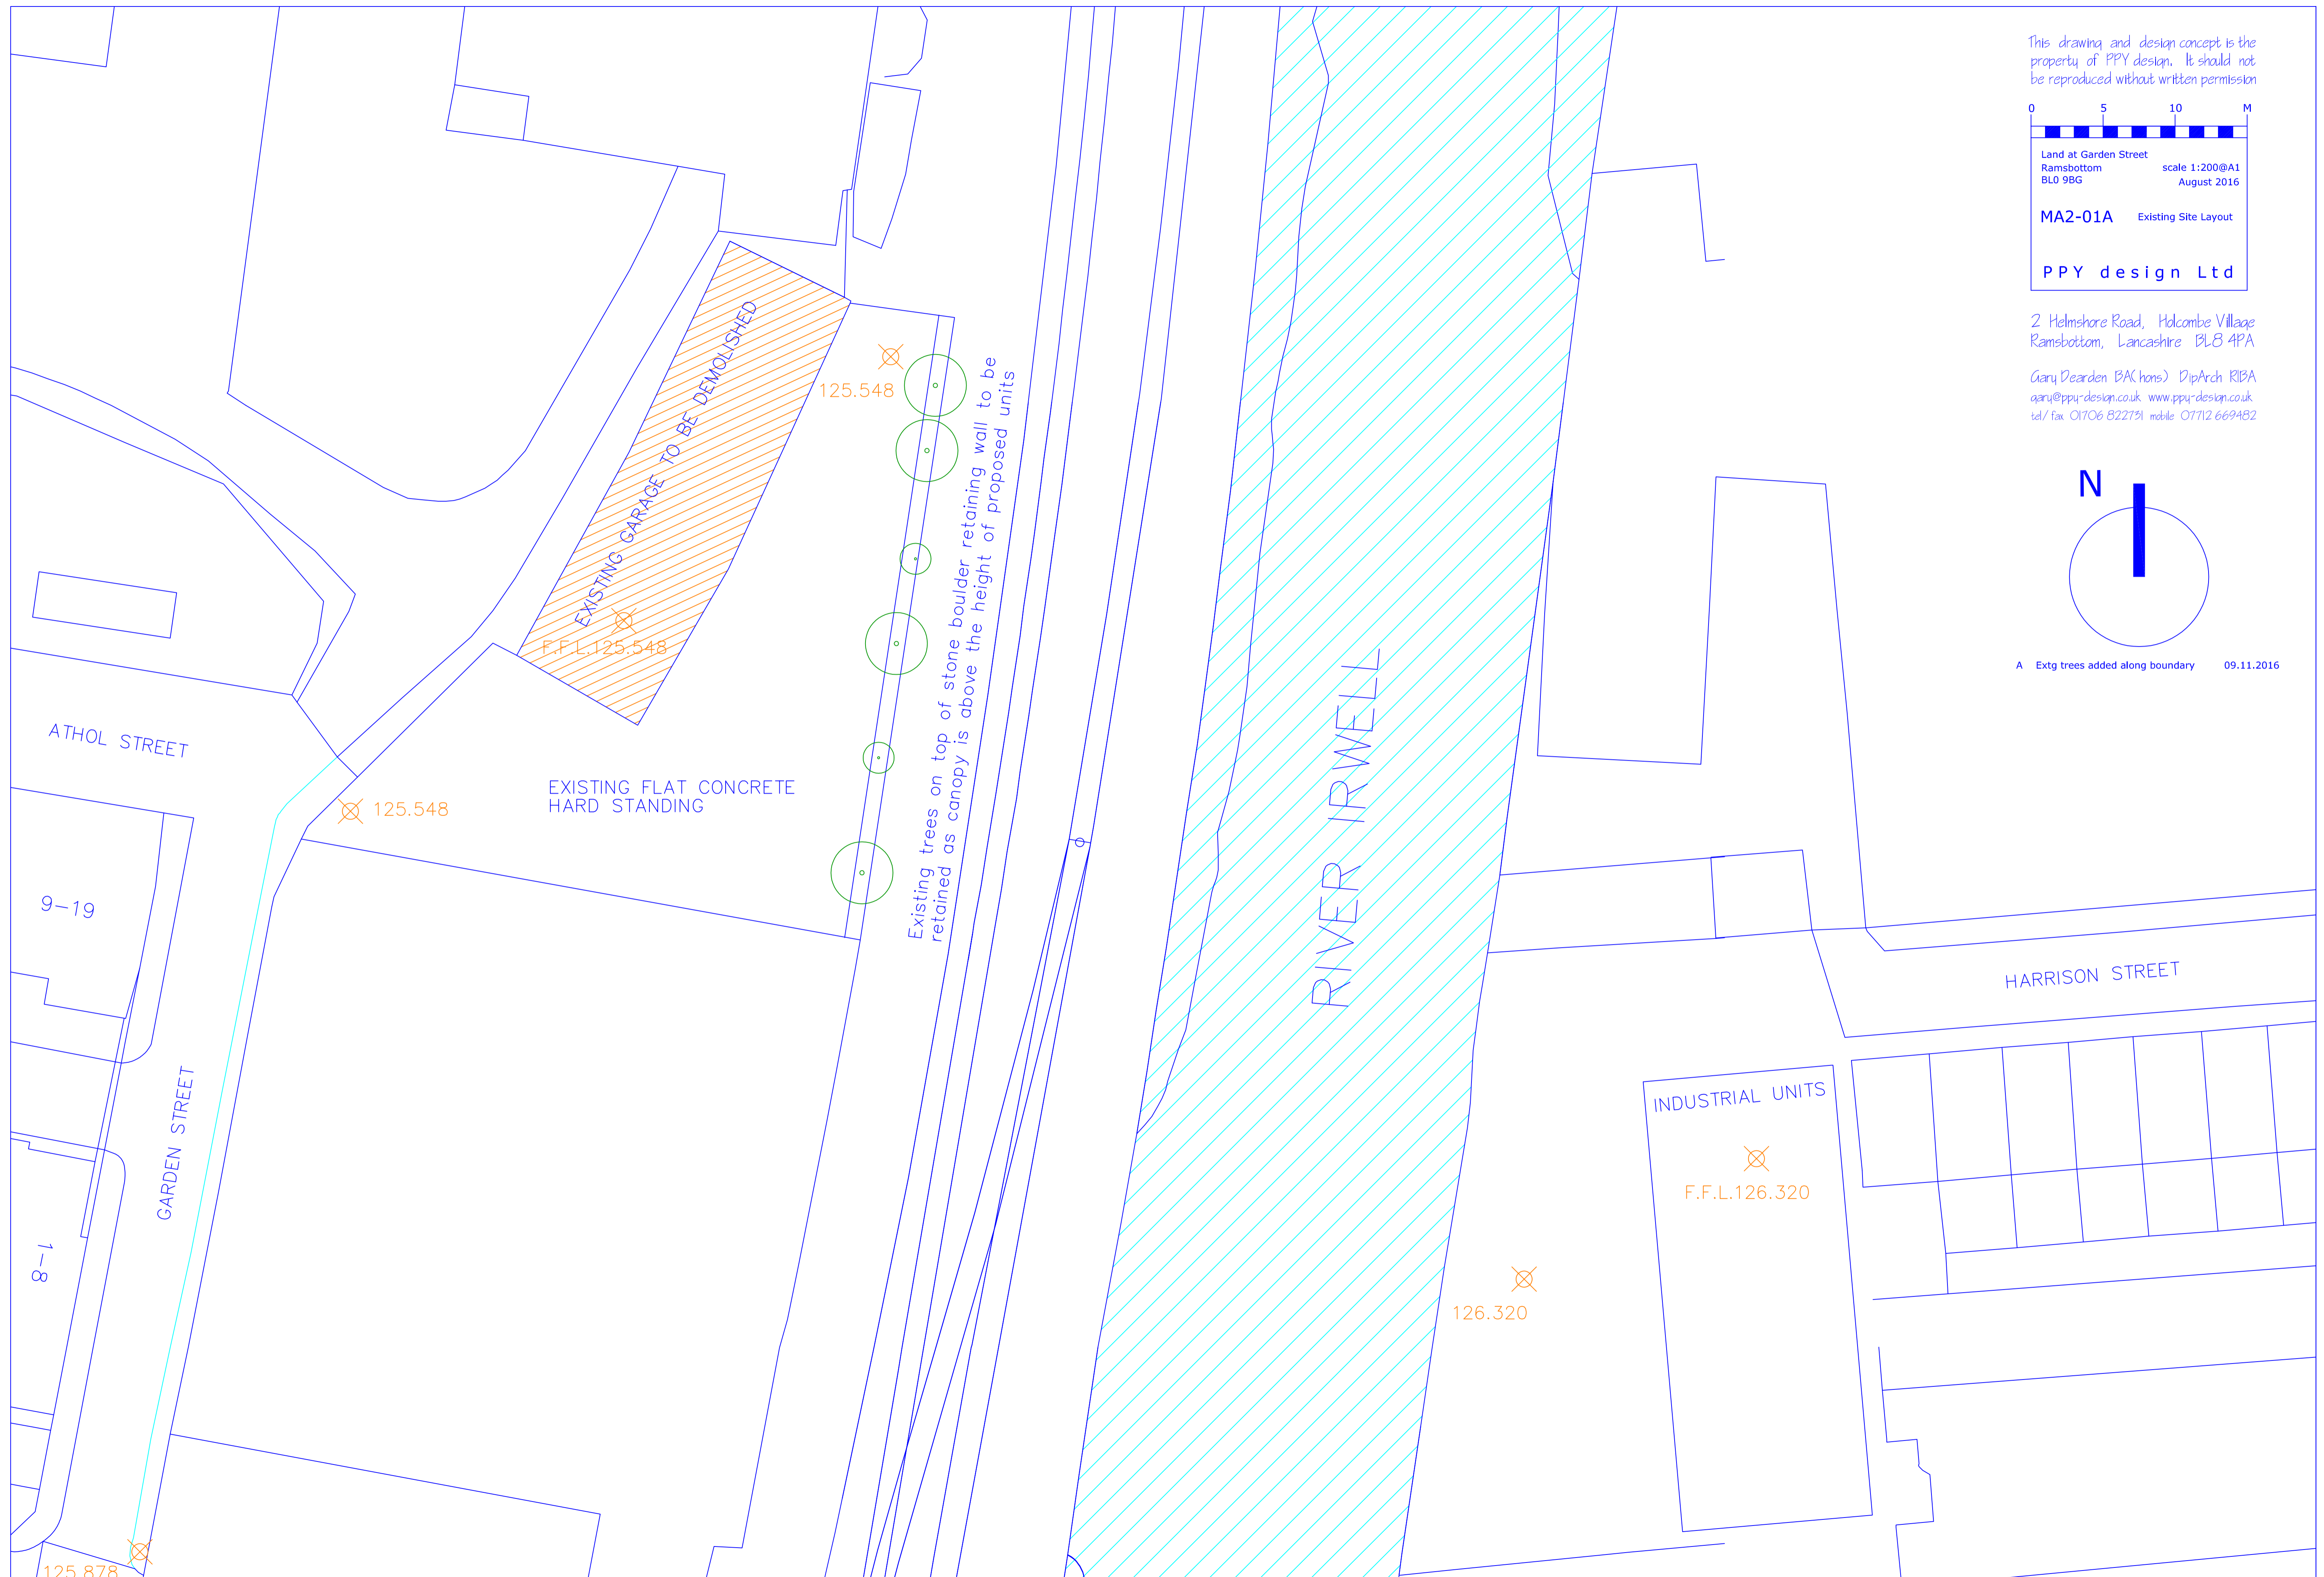 This drawing and design concept is the
property of PPY design. It should not
be reproduced without written permission
0 5 10 M
Land at Garden Street
Ramsbottom scale 1:200@A1
BL0 9BG August 2016
MA2-01A Existing Site Layout
PPY design Ltd
2 Helmshore Road, Holcombe Village
Ramsbottom, Lancashire BL8 4PA
Gary Dearden BA(hons) DipArch RIBA
gary@ppy-design.co.uk www.ppy-design.co.uk
tel/fax 01706 822731 mobile 07712 669482
N
A Extg trees added along boundary 09.11.2016
EXISTING GARAGE TO BE DEMOLISHED
125.548
F.F.L.125.548
Existing trees on top of stone boulder retaining wall to be
retained as canopy is above the height of proposed units
ATHOL STREET
125.548
EXISTING FLAT CONCRETE
HARD STANDING
RIVER IRWELL
9-19
HARRISON STREET
GARDEN STREET
INDUSTRIAL UNITS
F.F.L.126.320
1-8
126.320
125.878